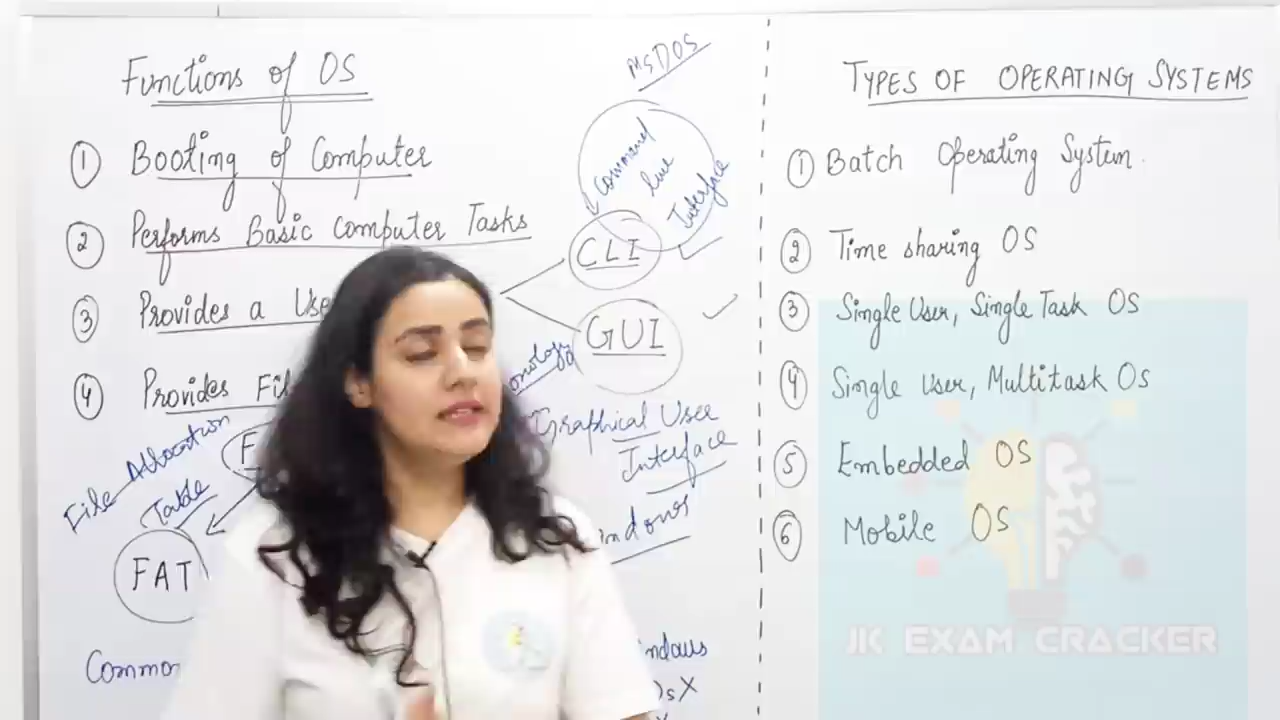 Functions of OS
① Booting of Computer
② Performs Basic Computer Tasks
③ Provides a Use
④ Provides Fil
File Allocation
Table
FAT
MsDOS
Command
line
Interface
CLI
GUI
Graphical User
Interface
indows
indows
OsX
TYPES OF OPERATING SYSTEMS
① Batch Operating System.
② Time sharing OS
③ Single User, Single Task OS
④ Single User, Multitask OS
⑤ Embedded OS
⑥ Mobile OS
JK EXAM CRACKER